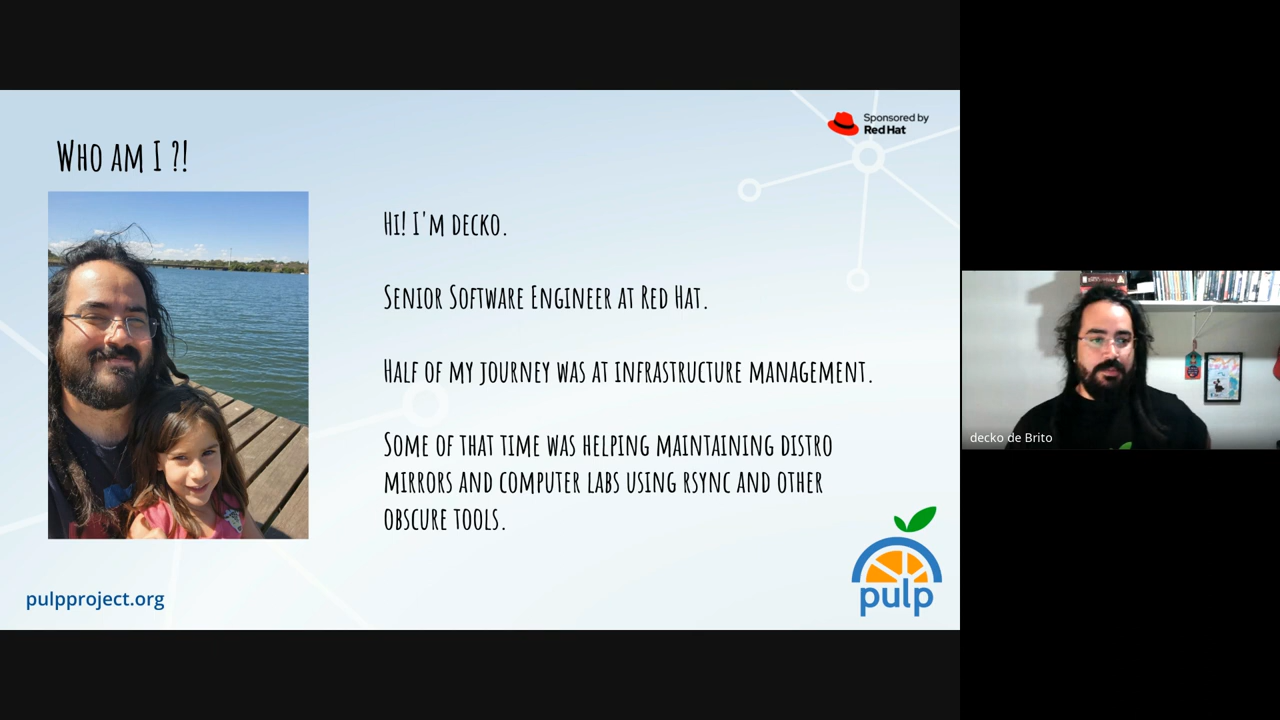 Sponsored by
Red Hat
Who am I ?!
Hi! I'm decko.
Senior Software Engineer at Red Hat.
Half of my journey was at infrastructure management.
Some of that time was helping maintaining distro
mirrors and computer labs using rsync and other
obscure tools.
pulpproject.org
pulp
decko de Brito